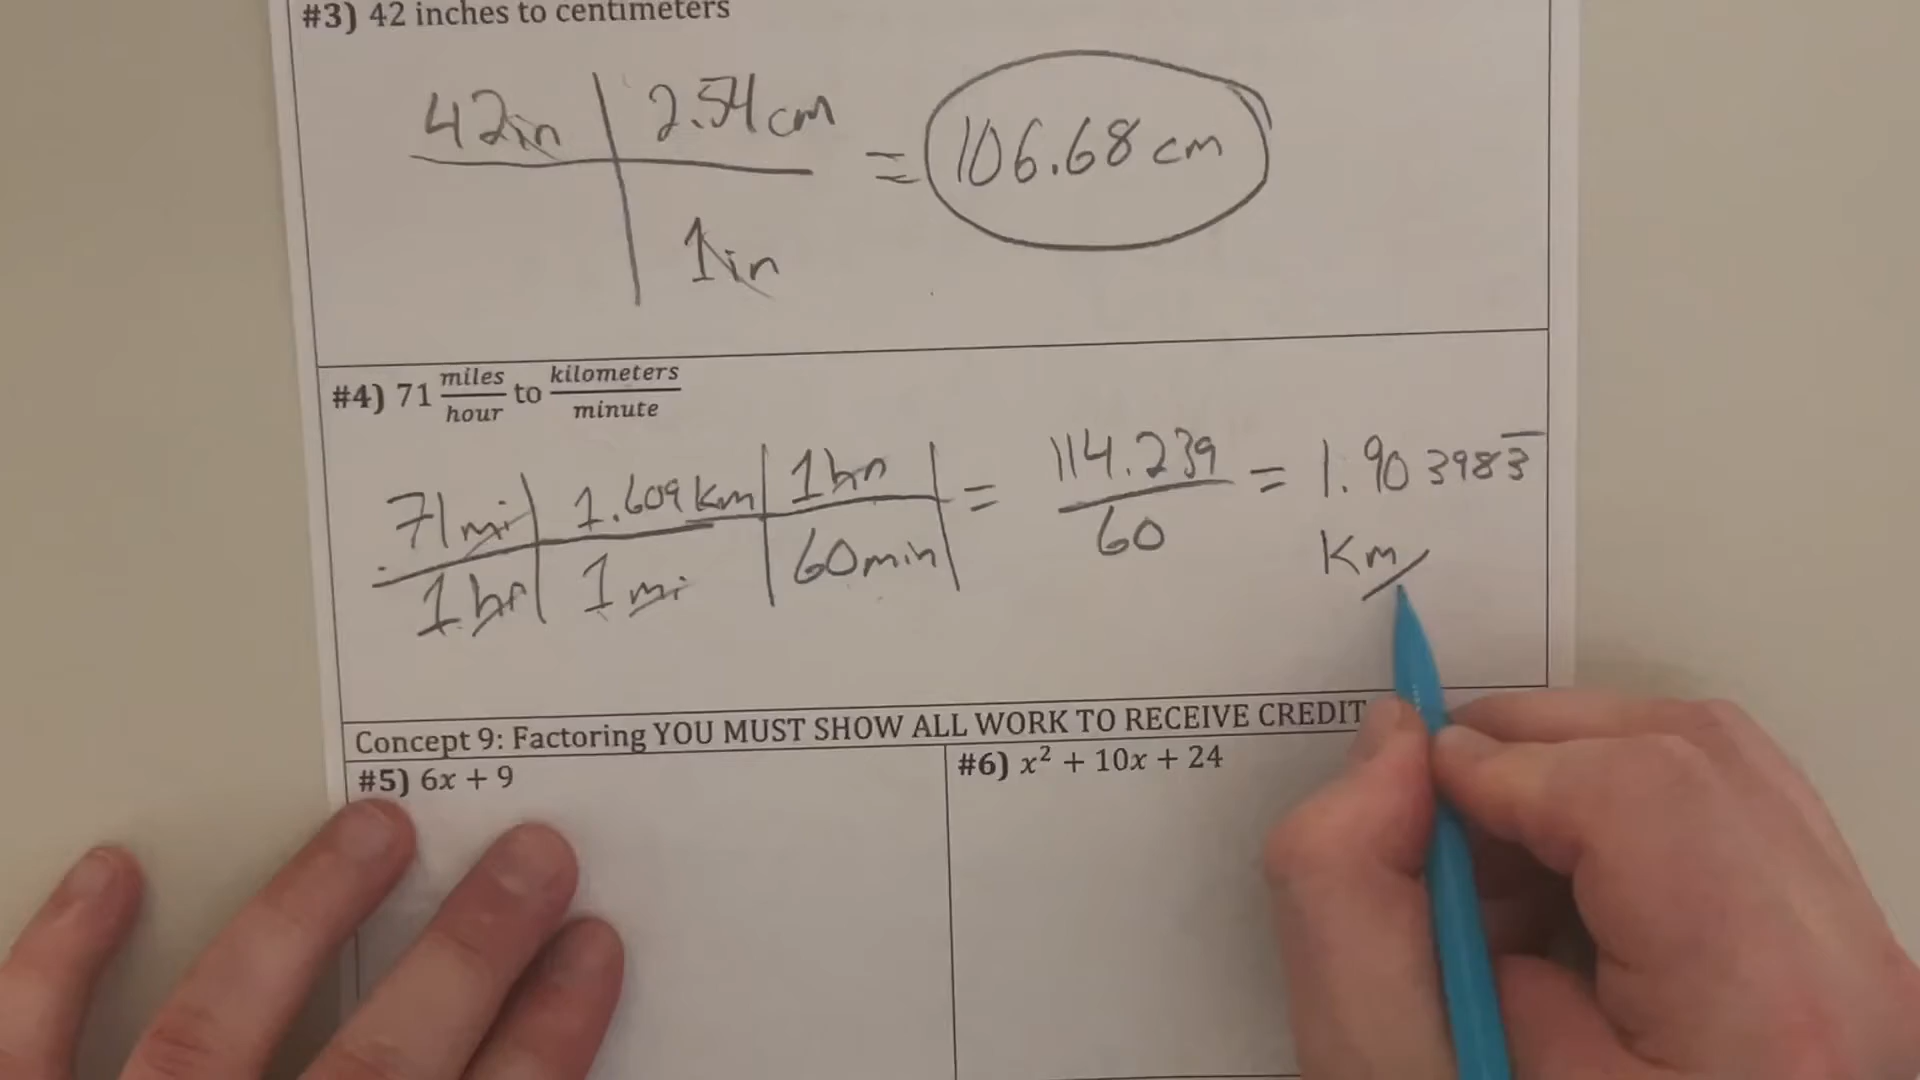 #3) 42 inches to centimeters
42in 2.54cm = 106.68 cm
1in
#4) 71 miles/hour to kilometers/minute
71mi 1.609km 1hr = 114.239 = 1.903983̅
1hr 1mi 60min 60 Km/
Concept 9: Factoring YOU MUST SHOW ALL WORK TO RECEIVE CREDIT
#5) 6x + 9
#6) x² + 10x + 24